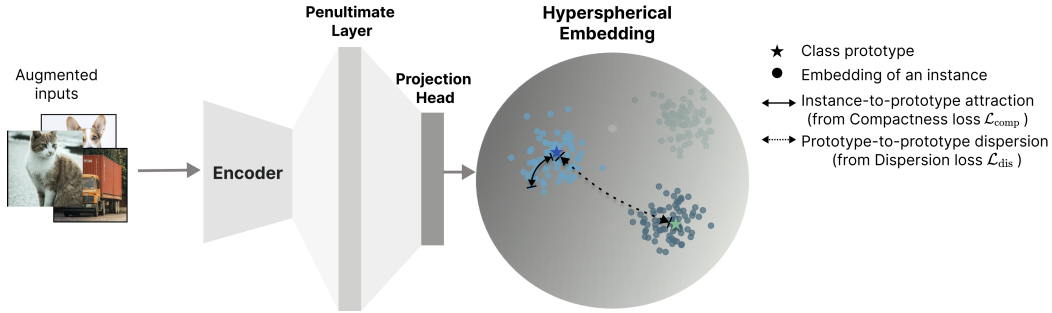 Augmented
inputs
Encoder
Penultimate
Layer
Projection
Head
Hyperspherical
Embedding
Class prototype
Embedding of an instance
Instance-to-prototype attraction
(from Compactness loss ℒcomp )
Prototype-to-prototype dispersion
(from Dispersion loss ℒdis )